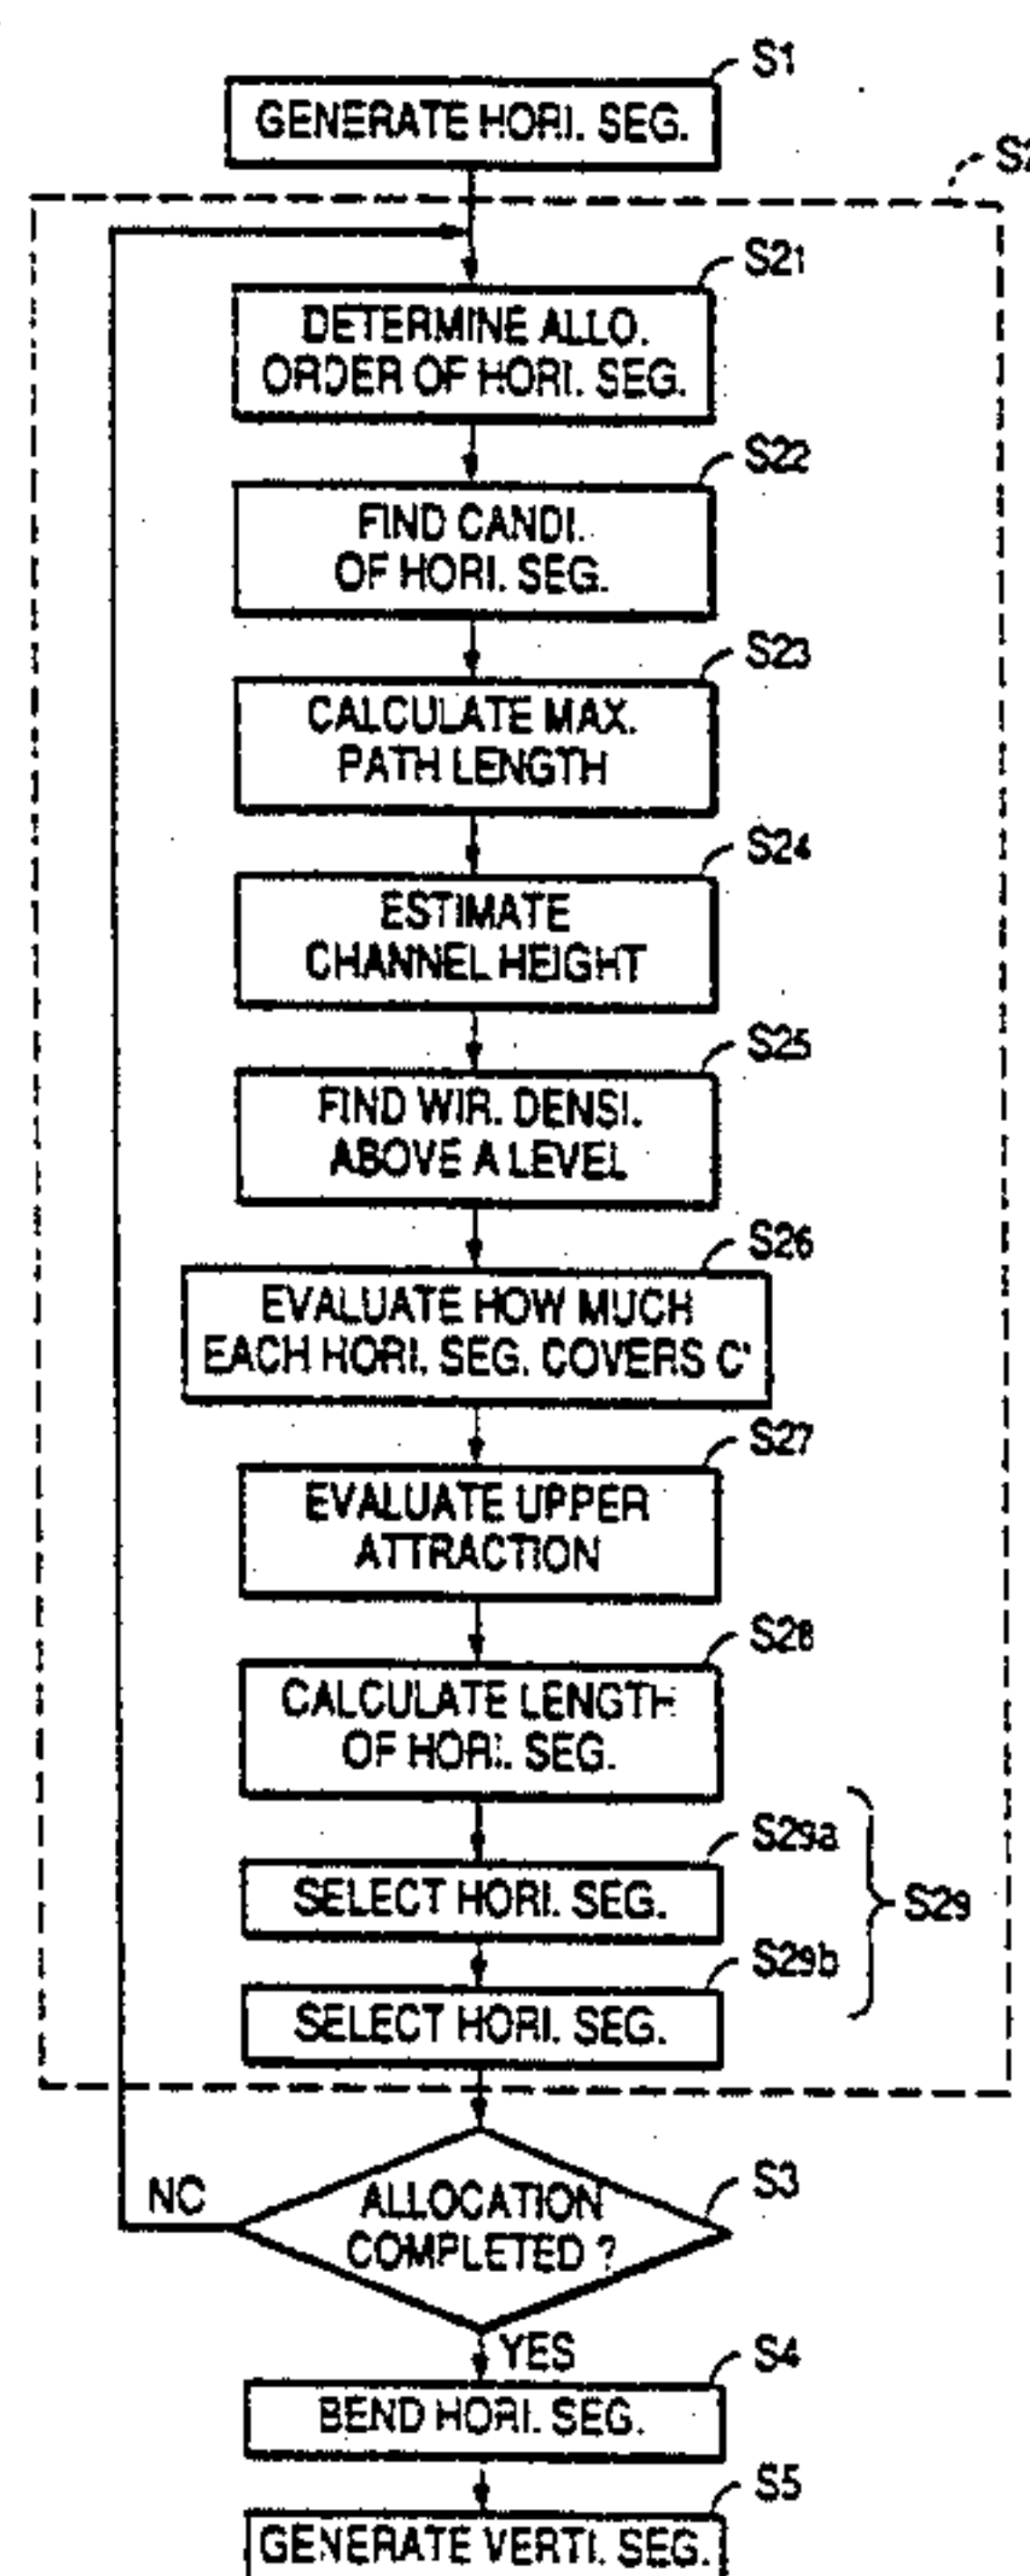 S1
GENERATE HORI. SEG.
S2
S21
DETERMINE ALLO.
ORDER OF HORI. SEG.
S22
FIND CANDI.
OF HORI. SEG.
S23
CALCULATE MAX.
PATH LENGTH
S24
ESTIMATE
CHANNEL HEIGHT
S25
FIND WIR. DENSI.
ABOVE A LEVEL
S26
EVALUATE HOW MUCH
EACH HORI. SEG. COVERS C'
S27
EVALUATE UPPER
ATTRACTION
S28
CALCULATE LENGTH
OF HORI. SEG.
S29a
SELECT HORI. SEG.
S29
S29b
SELECT HORI. SEG.
S3
NO
ALLOCATION
COMPLETED ?
YES
S4
BEND HORI. SEG.
S5
GENERATE VERTI. SEG.